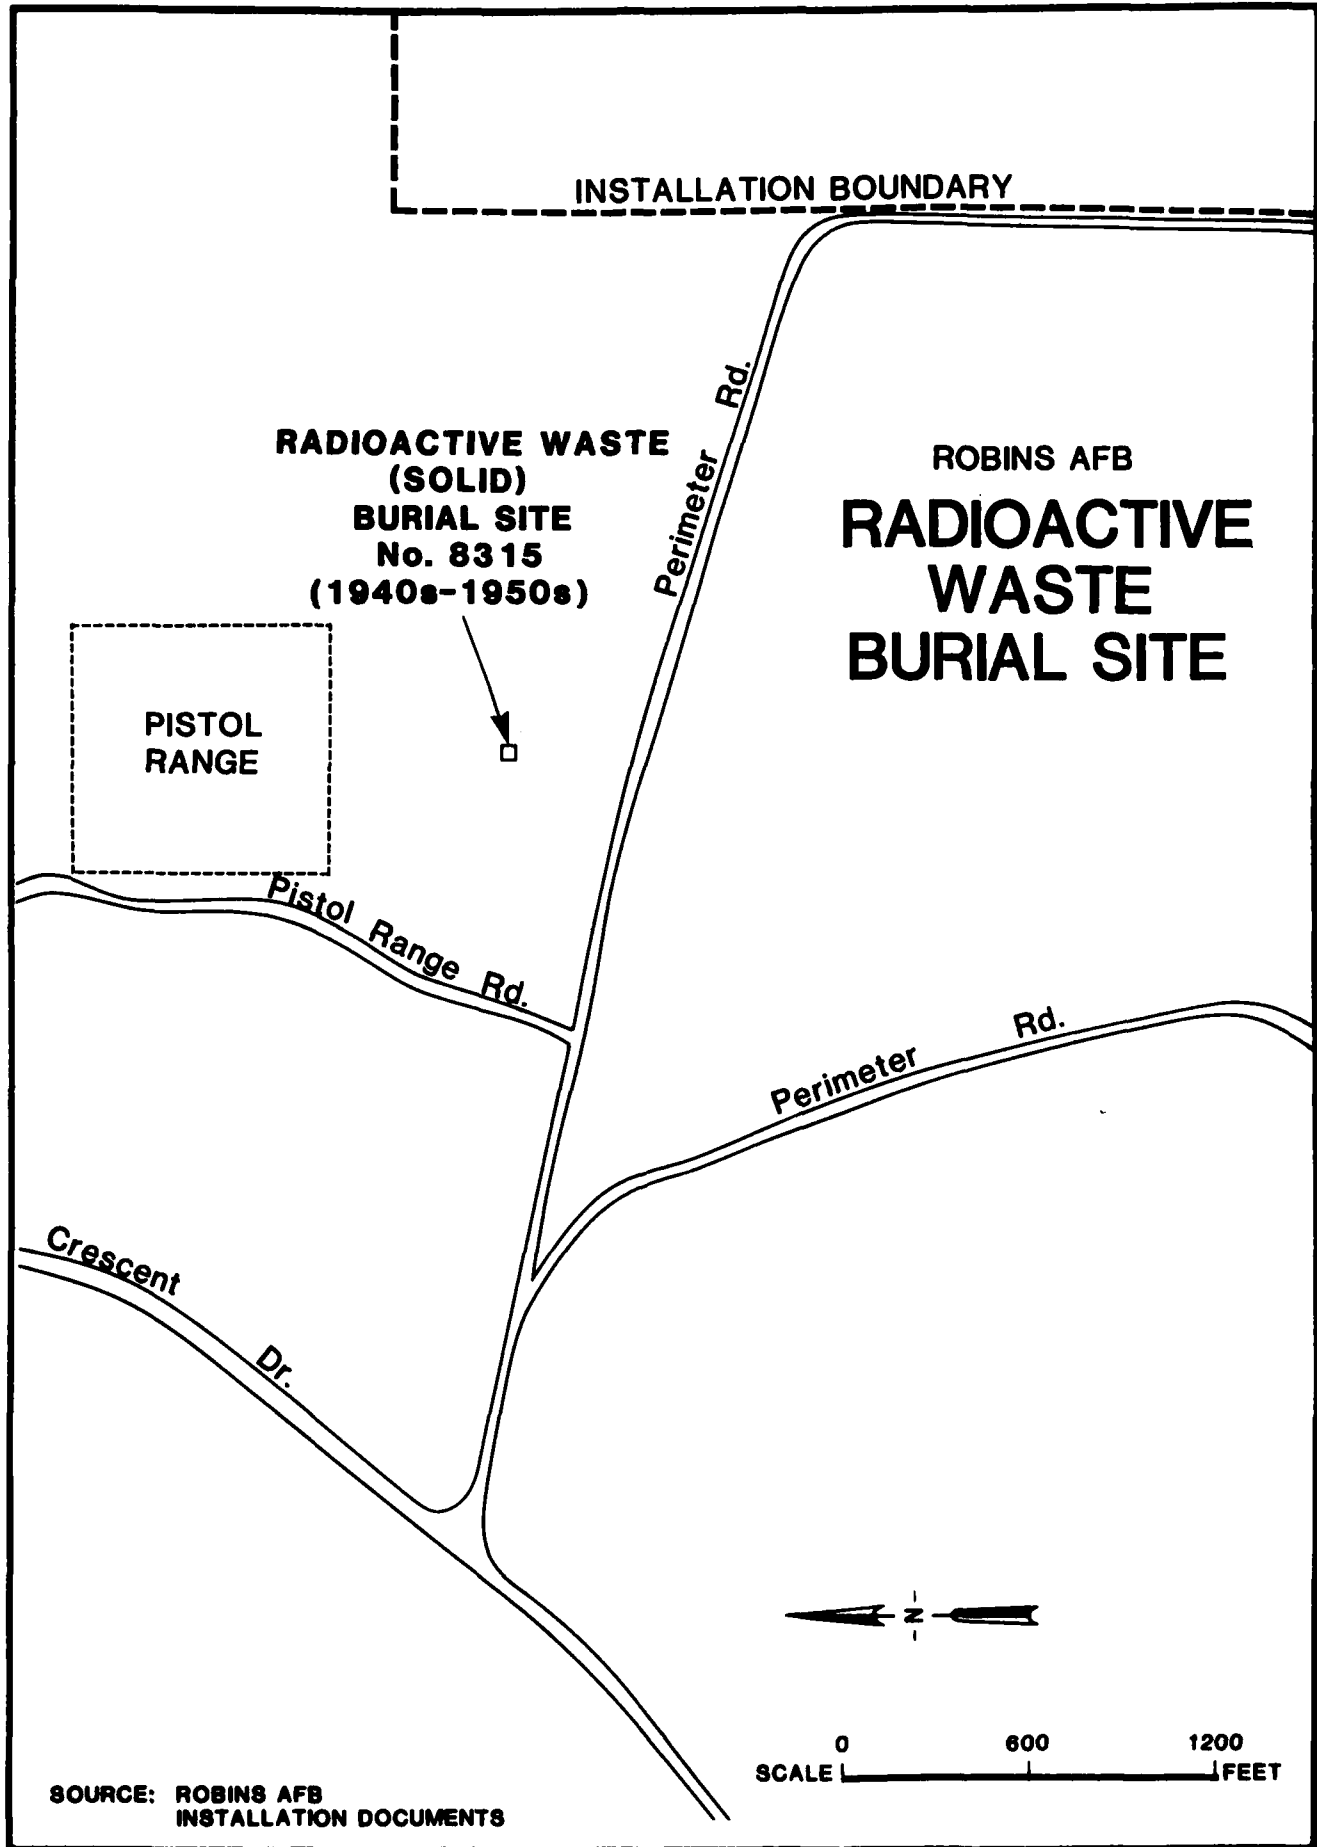 INSTALLATION BOUNDARY
Perimeter Rd.
RADIOACTIVE WASTE
(SOLID)
BURIAL SITE
No. 8315
(1940s-1950s)
ROBINS AFB
RADIOACTIVE
WASTE
BURIAL SITE
PISTOL
RANGE
Pistol Range Rd.
Perimeter Rd.
Crescent Dr.
N
0 600 1200
SCALE FEET
SOURCE: ROBINS AFB
INSTALLATION DOCUMENTS